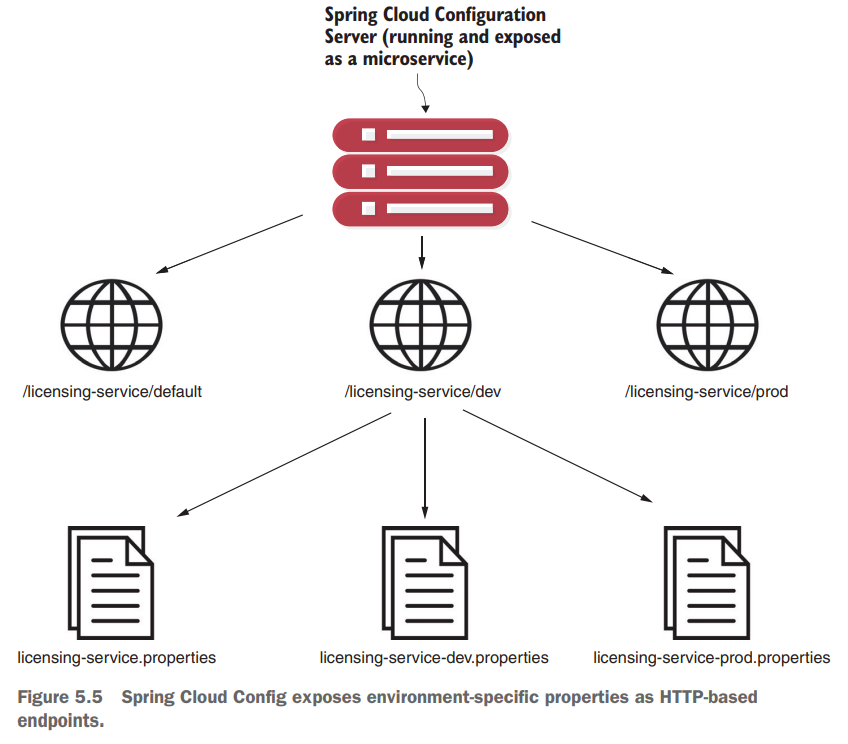 Spring Cloud Configuration
Server (running and exposed
as a microservice)
/licensing-service/default
/licensing-service/dev
/licensing-service/prod
licensing-service.properties
licensing-service-dev.properties
licensing-service-prod.properties
Figure 5.5 Spring Cloud Config exposes environment-specific properties as HTTP-based
endpoints.